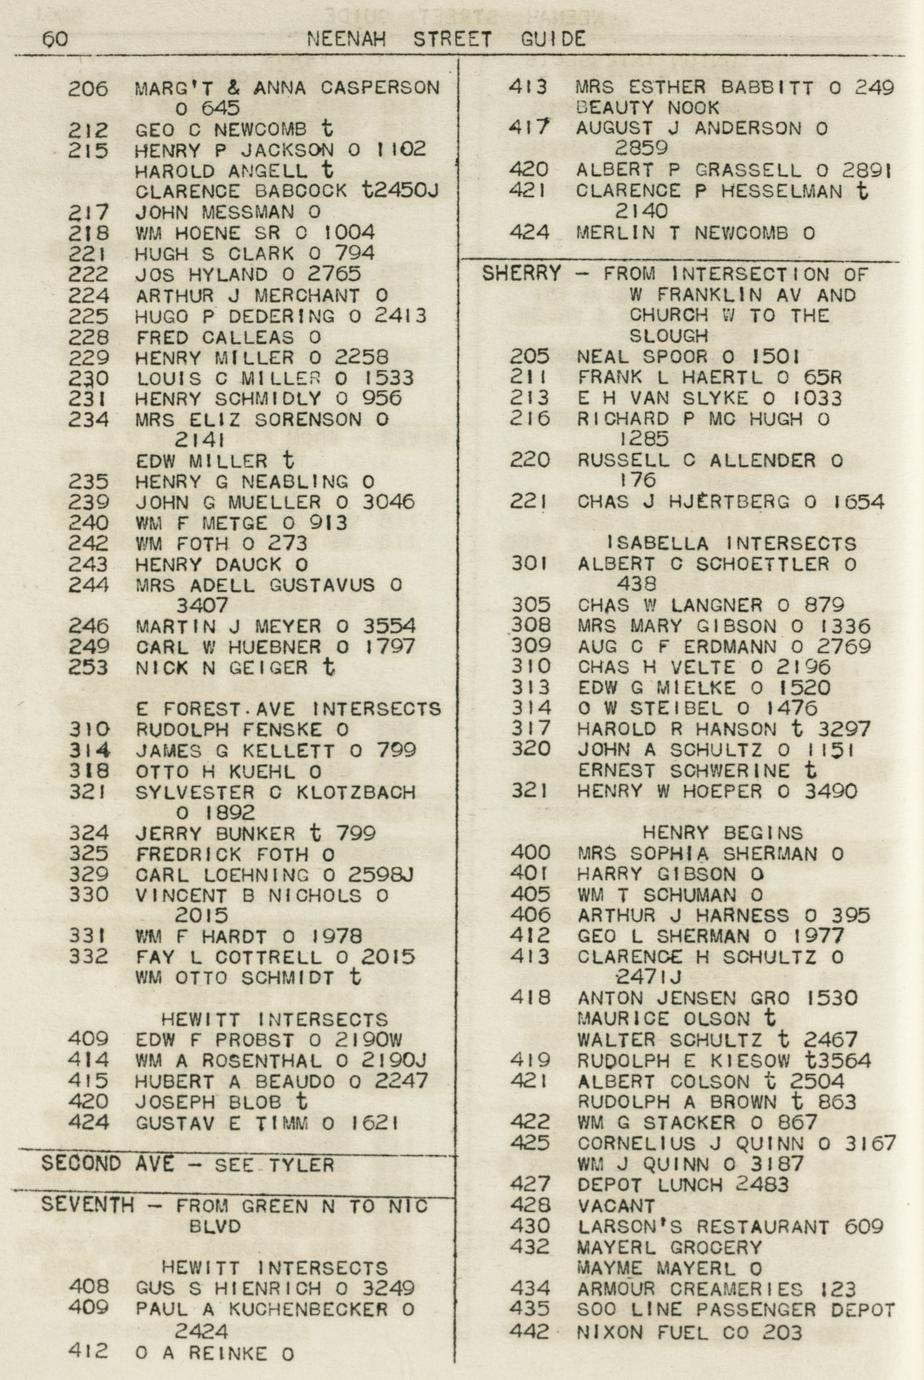 60 NEENAH STREET GUIDE
206 MARG'T & ANNA CASPERSON
O 645
212 GEO C NEWCOMB t
215 HENRY P JACKSON O 1102
HAROLD ANGELL t
CLARENCE BABCOCK t2450J
217 JOHN MESSMAN O
218 WM HOENE SR O 1004
221 HUGH S CLARK O 794
222 JOS HYLAND O 2765
224 ARTHUR J MERCHANT O
225 HUGO P DEDERING O 2413
228 FRED CALLEAS O
229 HENRY MILLER O 2258
230 LOUIS C MILLER O 1533
231 HENRY SCHMIDLY O 956
234 MRS ELIZ SORENSON O
2141
EDW MILLER t
235 HENRY G NEABLING O
239 JOHN G MUELLER O 3046
240 WM F METGE O 913
242 WM FOTH O 273
243 HENRY DAUCK O
244 MRS ADELL GUSTAVUS O
3407
246 MARTIN J MEYER O 3554
249 CARL W HUEBNER O 1797
253 NICK N GEIGER t
E FOREST AVE INTERSECTS
310 RUDOLPH FENSKE O
314 JAMES G KELLETT O 799
318 OTTO H KUEHL O
321 SYLVESTER C KLOTZBACH
O 1892
324 JERRY BUNKER t 799
325 FREDRICK FOTH O
329 CARL LOEHNING O 2598J
330 VINCENT B NICHOLS O
2015
331 WM F HARDT O 1978
332 FAY L COTTRELL O 2015
WM OTTO SCHMIDT t
HEWITT INTERSECTS
409 EDW F PROBST O 2190W
414 WM A ROSENTHAL O 2190J
415 HUBERT A BEAUDO O 2247
420 JOSEPH BLOB t
424 GUSTAV E TIMM O 1621
SECOND AVE - SEE TYLER
SEVENTH - FROM GREEN N TO NIC
BLVD
HEWITT INTERSECTS
408 GUS S HIENRICH O 3249
409 PAUL A KUCHENBECKER O
2424
412 O A REINKE O
413 MRS ESTHER BABBITT O 249
BEAUTY NOOK
417 AUGUST J ANDERSON O
2859
420 ALBERT P GRASSELL O 2891
421 CLARENCE P HESSELMAN t
2140
424 MERLIN T NEWCOMB O
SHERRY - FROM INTERSECTION OF
W FRANKLIN AV AND
CHURCH W TO THE
SLOUGH
205 NEAL SPOOR O 1501
211 FRANK L HAERTL O 65R
213 E H VAN SLYKE O 1033
216 RICHARD P MC HUGH O
1285
220 RUSSELL C ALLENDER O
176
221 CHAS J HJERTBERG O 1654
ISABELLA INTERSECTS
301 ALBERT C SCHOETTLER O
438
305 CHAS W LANGNER O 879
308 MRS MARY GIBSON O 1336
309 AUG C F ERDMANN O 2769
310 CHAS H VELTE O 2196
313 EDW G MIELKE O 1520
314 O W STEIBEL O 1476
317 HAROLD R HANSON t 3297
320 JOHN A SCHULTZ O 1151
ERNEST SCHWERINE t
321 HENRY W HOEPER O 3490
HENRY BEGINS
400 MRS SOPHIA SHERMAN O
401 HARRY GIBSON O
405 WM T SCHUMAN O
406 ARTHUR J HARNESS O 395
412 GEO L SHERMAN O 1977
413 CLARENCE H SCHULTZ O
2471J
418 ANTON JENSEN GRO 1530
MAURICE OLSON t
WALTER SCHULTZ t 2467
419 RUDOLPH E KIESOW t3564
421 ALBERT COLSON t 2504
RUDOLPH A BROWN t 863
422 WM G STACKER O 867
425 CORNELIUS J QUINN O 3167
WM J QUINN O 3187
427 DEPOT LUNCH 2483
428 VACANT
430 LARSON'S RESTAURANT 609
432 MAYERL GROCERY
MAYME MAYERL O
434 ARMOUR CREAMERIES 123
435 SOO LINE PASSENGER DEPOT
442 NIXON FUEL CO 203